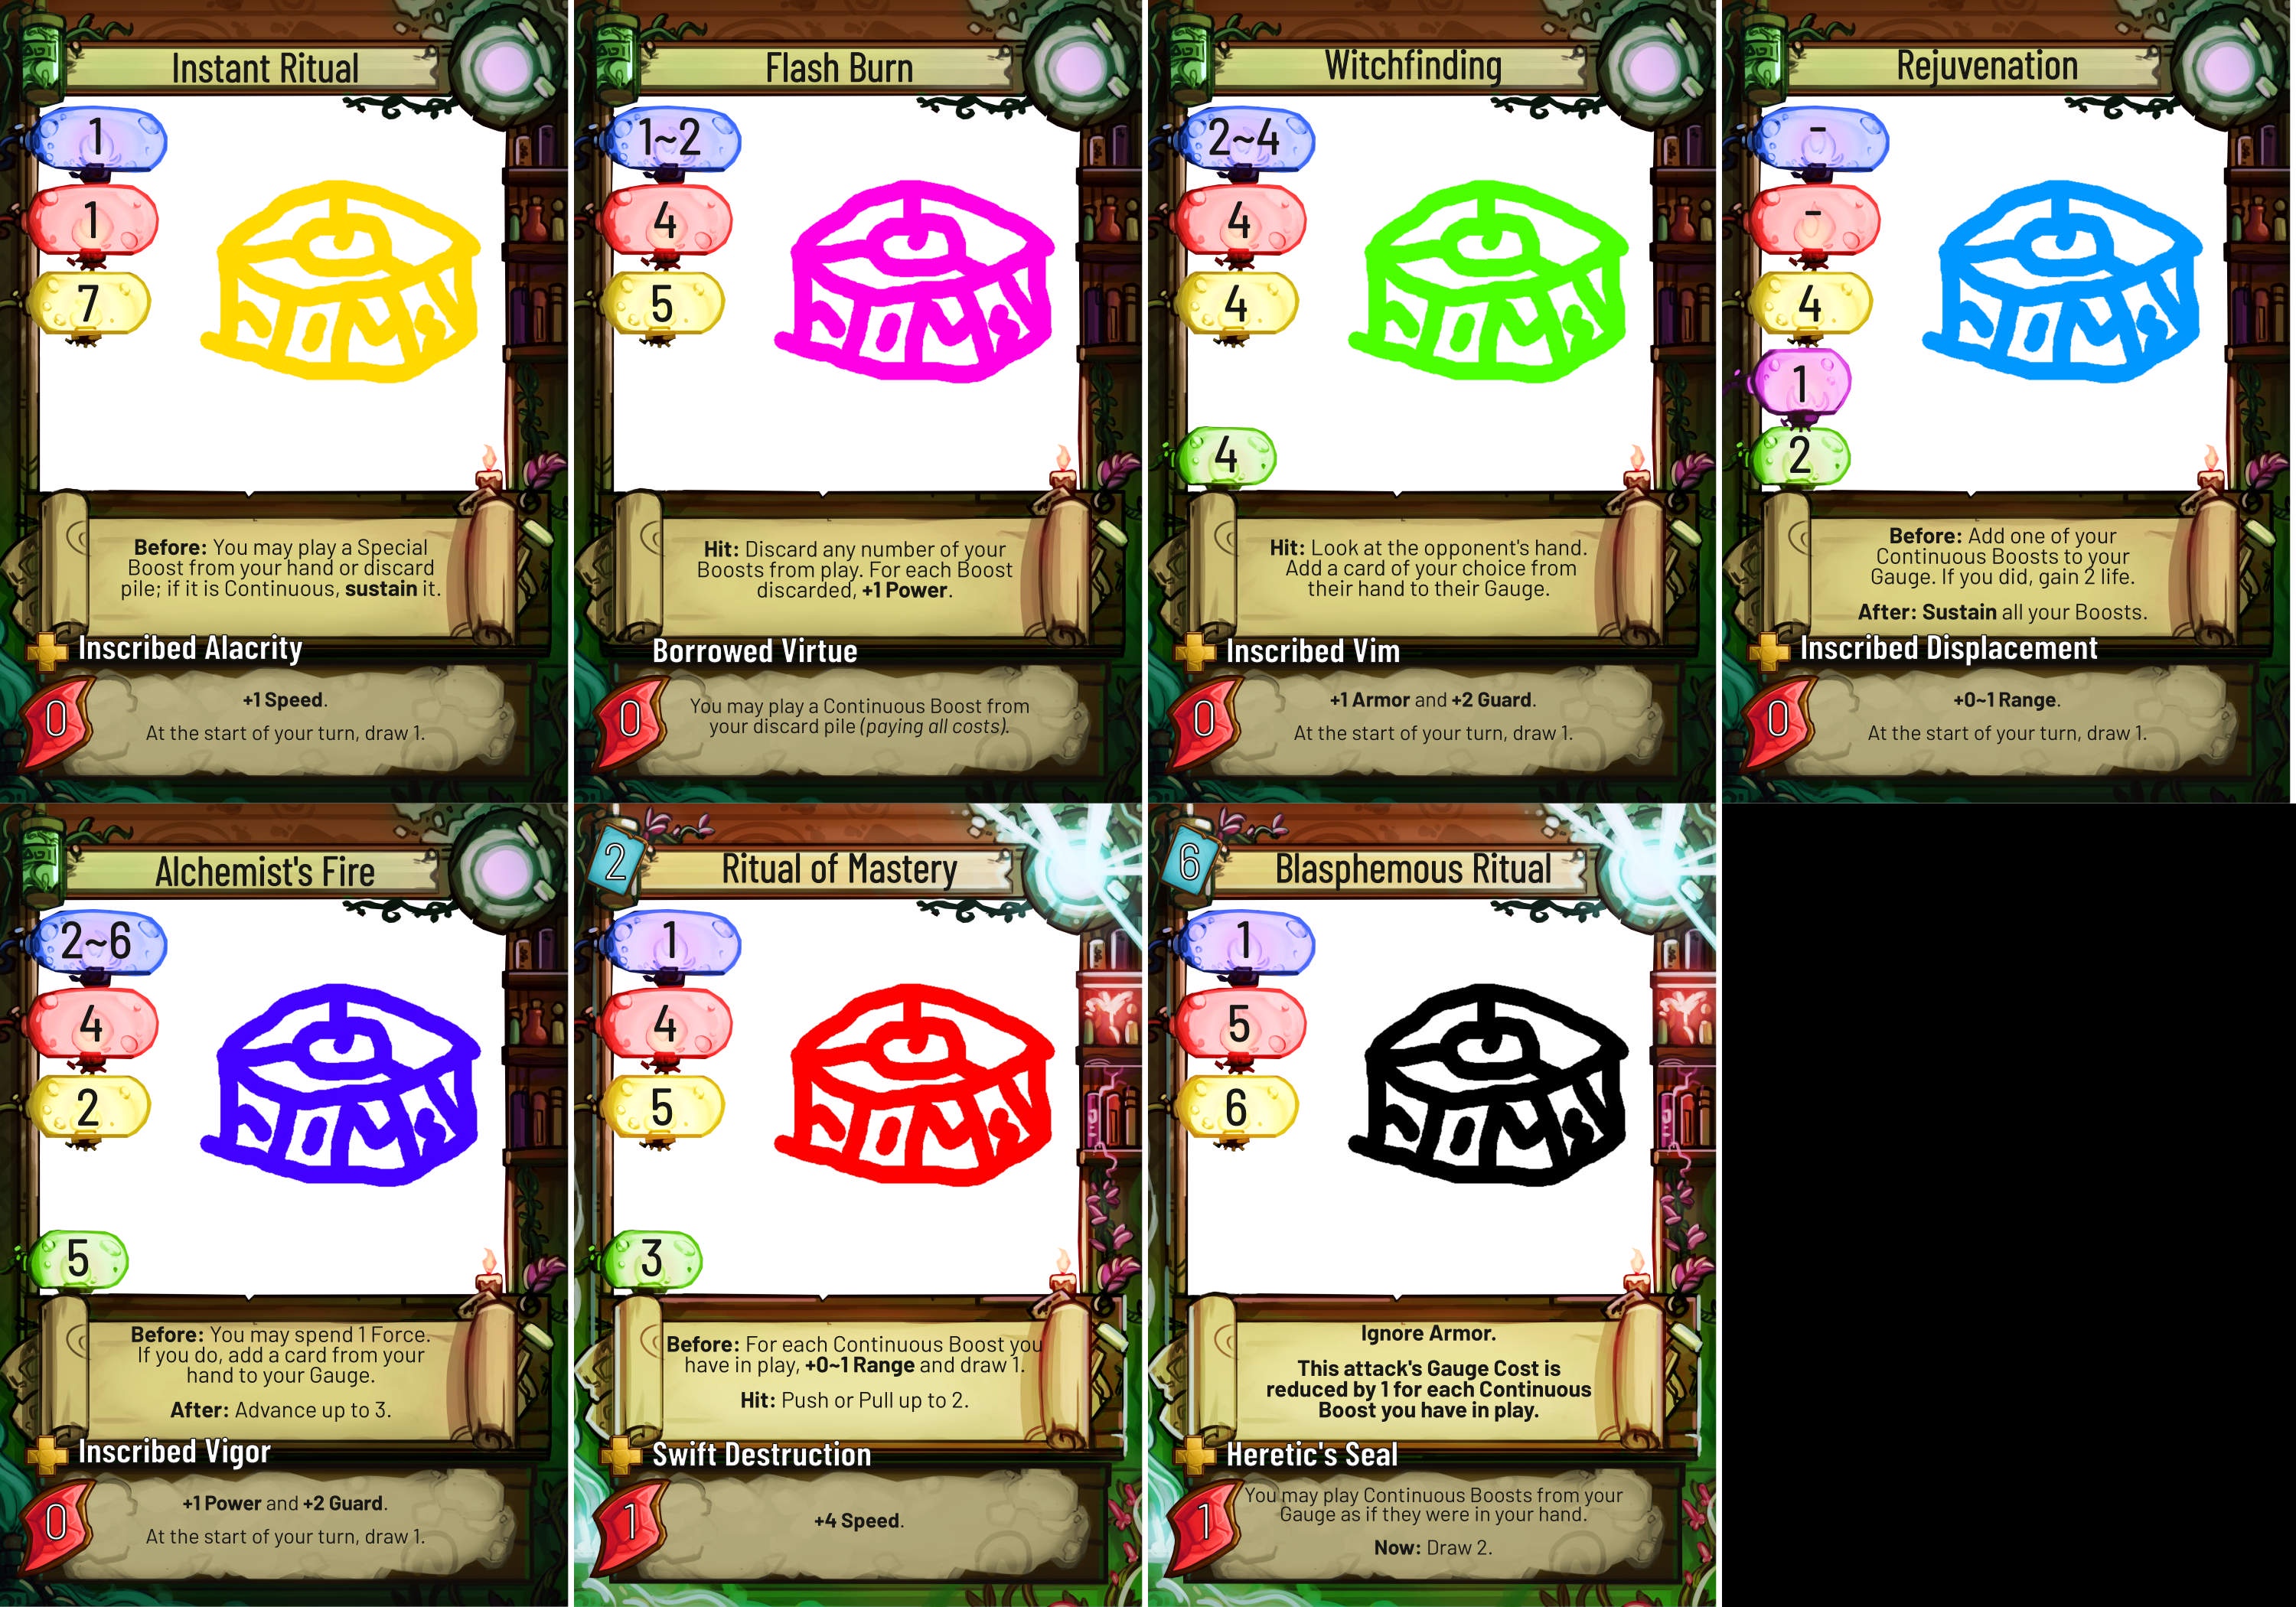 Instant Ritual
1
1
7
Before: You may play a Special
Boost from your hand or discard
pile; if it is Continuous, sustain it.
Inscribed Alacrity
0
+1 Speed.
At the start of your turn, draw 1.
Flash Burn
1~2
4
5
Hit: Discard any number of your
Boosts from play. For each Boost
discarded, +1 Power.
Borrowed Virtue
0
You may play a Continuous Boost from
your discard pile (paying all costs).
Witchfinding
2~4
4
4
4
Hit: Look at the opponent's hand.
Add a card of your choice from
their hand to their Gauge.
Inscribed Vim
0
+1 Armor and +2 Guard.
At the start of your turn, draw 1.
Rejuvenation
-
-
4
1
2
Before: Add one of your
Continuous Boosts to your
Gauge. If you did, gain 2 life.
After: Sustain all your Boosts.
Inscribed Displacement
0
+0~1 Range.
At the start of your turn, draw 1.
Alchemist's Fire
2~6
4
2
5
Before: You may spend 1 Force.
If you do, add a card from your
hand to your Gauge.
After: Advance up to 3.
Inscribed Vigor
0
+1 Power and +2 Guard.
At the start of your turn, draw 1.
2
Ritual of Mastery
1
4
5
3
Before: For each Continuous Boost you
have in play, +0~1 Range and draw 1.
Hit: Push or Pull up to 2.
Swift Destruction
1
+4 Speed.
6
Blasphemous Ritual
1
5
6
Ignore Armor.
This attack's Gauge Cost is
reduced by 1 for each Continuous
Boost you have in play.
Heretic's Seal
1
You may play Continuous Boosts from your
Gauge as if they were in your hand.
Now: Draw 2.